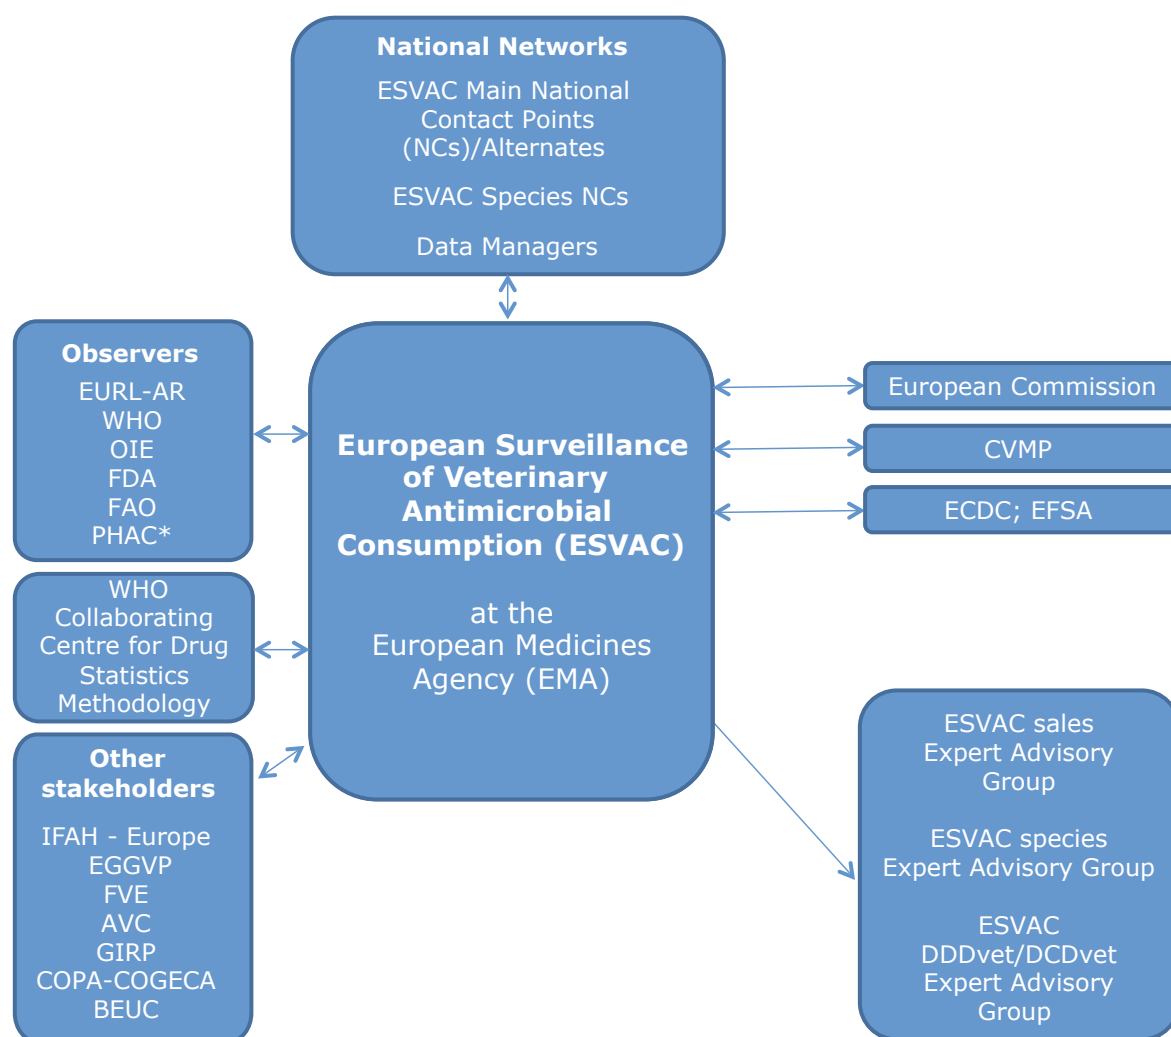 National Networks
ESVAC Main National
Contact Points
(NCs)/Alternates
ESVAC Species NCs
Data Managers
Observers
EURL-AR
WHO
OIE
FDA
FAO
PHAC*
WHO
Collaborating
Centre for Drug
Statistics
Methodology
Other
stakeholders
IFAH - Europe
EGGVP
FVE
AVC
GIRP
COPA-COGECA
BEUC
European Surveillance
of Veterinary
Antimicrobial
Consumption (ESVAC)
at the
European Medicines
Agency (EMA)
European Commission
CVMP
ECDC; EFSA
ESVAC sales
Expert Advisory
Group
ESVAC species
Expert Advisory Group
ESVAC
DDDvet/DCDvet
Expert Advisory
Group